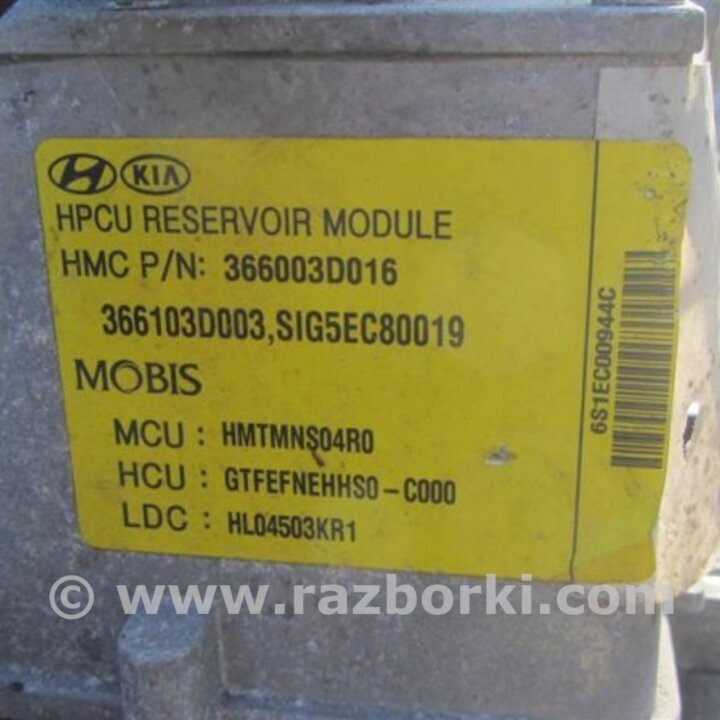 KIA
HPCU RESERVOIR MODULE
HMC P/N: 366003D016
366103D003,SIG5EC80019
MOBIS
MCU : HMTMNS04R0
HCU : GTFEFNEHHS0-C000
LDC : HL04503KR1
6S1EC00944C
© www.razborki.com